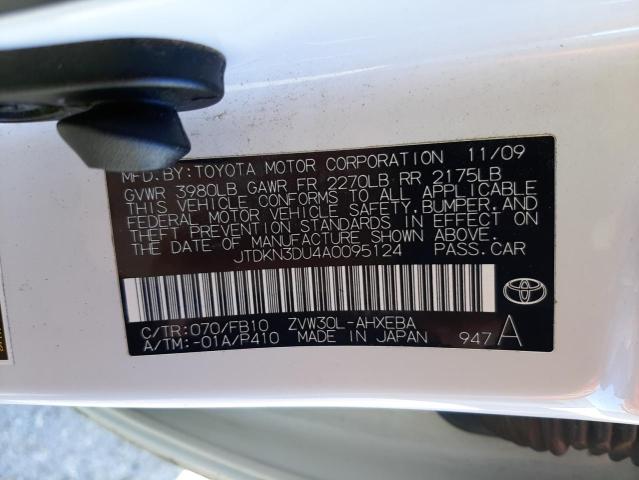 MFD.BY:TOYOTA MOTOR CORPORATION 11/09
GVWR 3980LB GAWR FR 2270LB RR 2175LB
THIS VEHICLE CONFORMS TO ALL APPLICABLE
FEDERAL MOTOR VEHICLE SAFETY,BUMPER,AND
THEFT PREVENTION STANDARDS IN EFFECT ON
THE DATE OF MANUFACTURE SHOWN ABOVE.
JTDKN3DU4A0095124 PASS.CAR
C/TR:070/FB10 ZVW30L-AHXEBA
A/TM:-01A/P410 MADE IN JAPAN 947 A